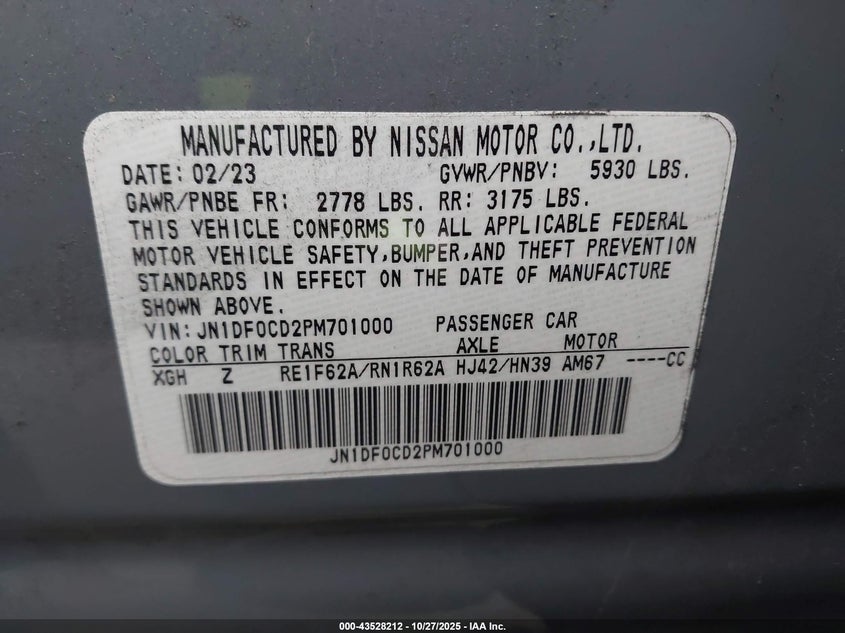 MANUFACTURED BY NISSAN MOTOR CO.,LTD.
DATE: 02/23 GVWR/PNBV: 5930 LBS.
GAWR/PNBE FR: 2778 LBS. RR: 3175 LBS.
THIS VEHICLE CONFORMS TO ALL APPLICABLE FEDERAL
MOTOR VEHICLE SAFETY,BUMPER,AND THEFT PREVENTION
STANDARDS IN EFFECT ON THE DATE OF MANUFACTURE
SHOWN ABOVE.
VIN: JN1DF0CD2PM701000 PASSENGER CAR
COLOR TRIM TRANS AXLE MOTOR
XGH Z RE1F62A/RN1R62A HJ42/HN39 AM67 ----CC
JN1DF0CD2PM701000
000-43528212 | 10/27/2025 - IAA Inc.